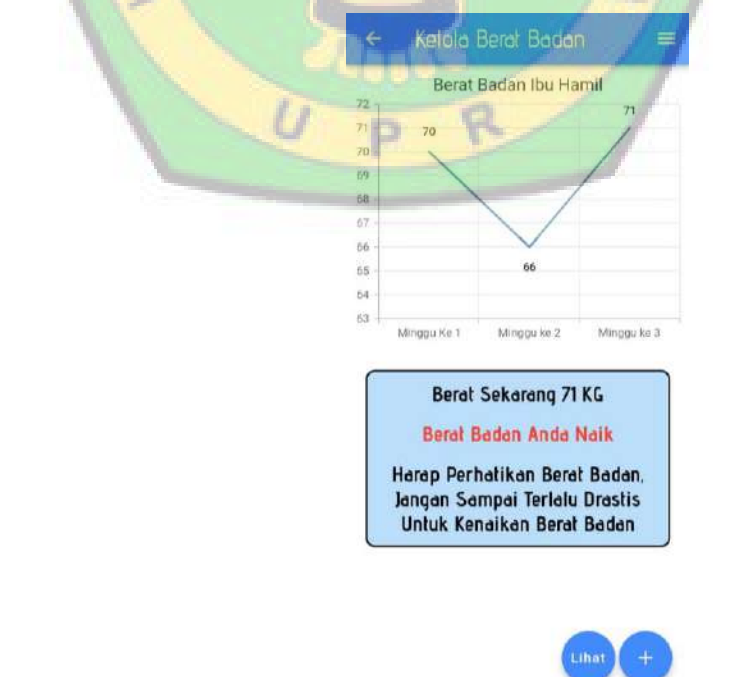 Kelola Berat Badan
Berat Badan Ibu Hamil
U P R
72
71
70
69
68
67
66
65
64
63
70
66
71
Minggu Ke 1
Minggu ke 2
Minggu ke 3
Berat Sekarang 71 KG
Berat Badan Anda Naik
Harap Perhatikan Berat Badan,
Jangan Sampai Terlalu Drastis
Untuk Kenaikan Berat Badan
Lihat
+